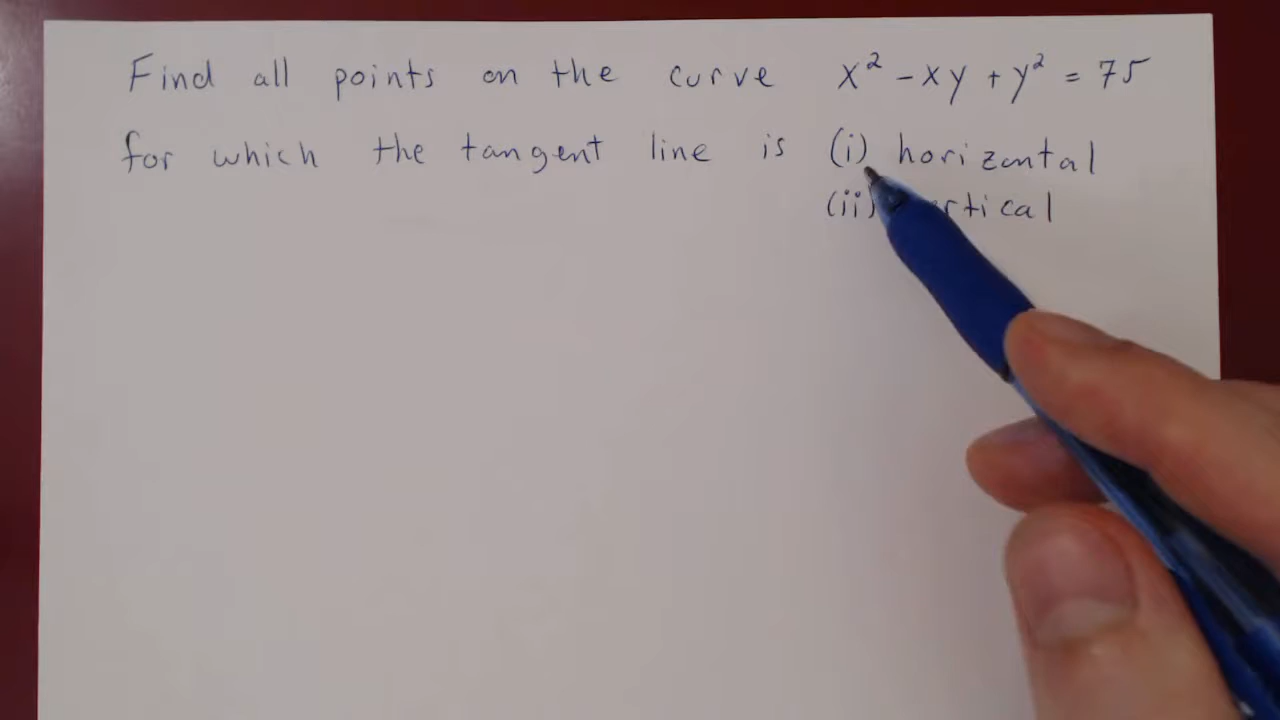 Find all points on the curve x² - xy + y² = 75
for which the tangent line is (i) horizontal
(ii)